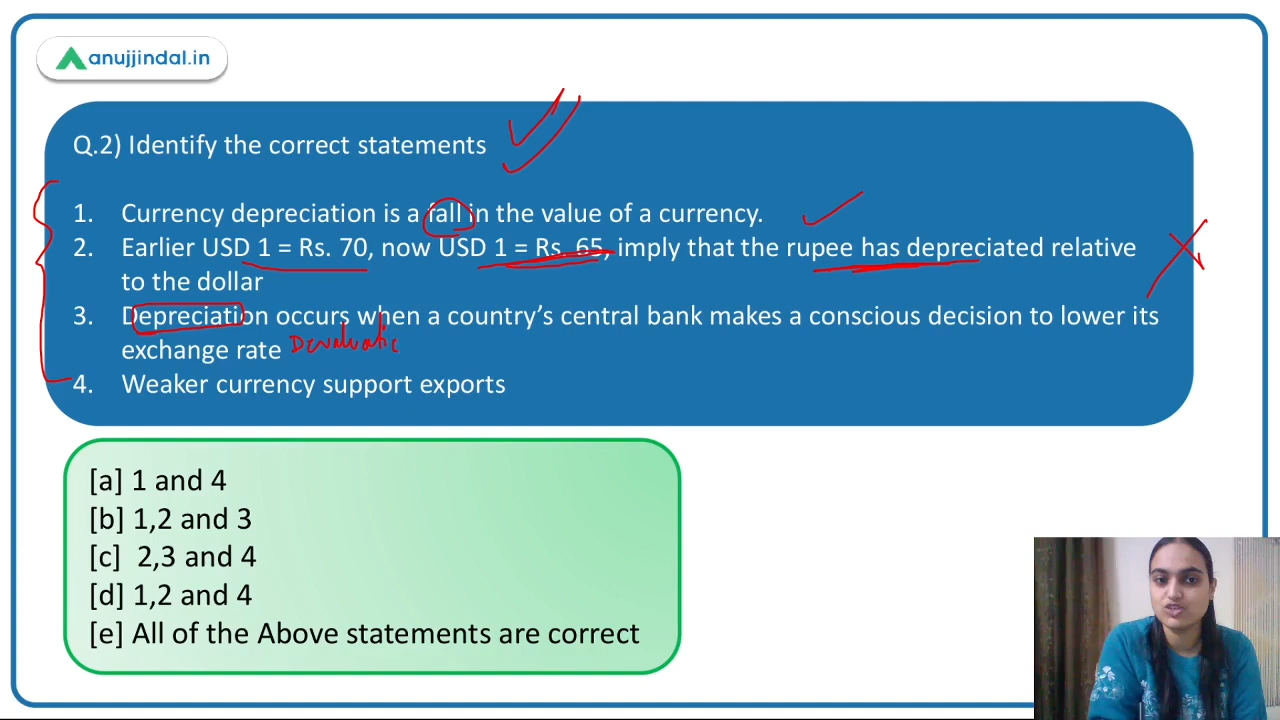 anujjindal.in
Q.2) Identify the correct statements
1. Currency depreciation is a fall in the value of a currency.
2. Earlier USD 1 = Rs. 70, now USD 1 = Rs. 65, imply that the rupee has depreciated relative
to the dollar
3. Depreciation occurs when a country’s central bank makes a conscious decision to lower its
exchange rate
4. Weaker currency support exports
[a] 1 and 4
[b] 1,2 and 3
[c] 2,3 and 4
[d] 1,2 and 4
[e] All of the Above statements are correct